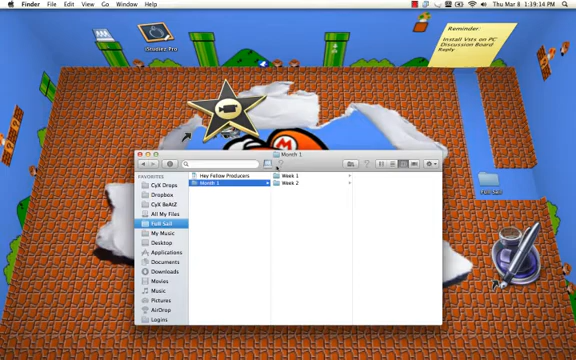 Finder File Edit View Go Window Help
Thu Mar 8 1:39:14 PM
iStudiez Pro
Reminder:
Install Vsts on PC
Discussion Board
Reply
Month 1
FAVORITES
CyX Drops
Dropbox
CyX BeAtZ
All My Files
Full Sail
My Music
Desktop
Applications
Documents
Downloads
Movies
Music
Pictures
AirDrop
Logins
Hey Fellow Producers
Month 1
Week 1
Week 2
Full Sail